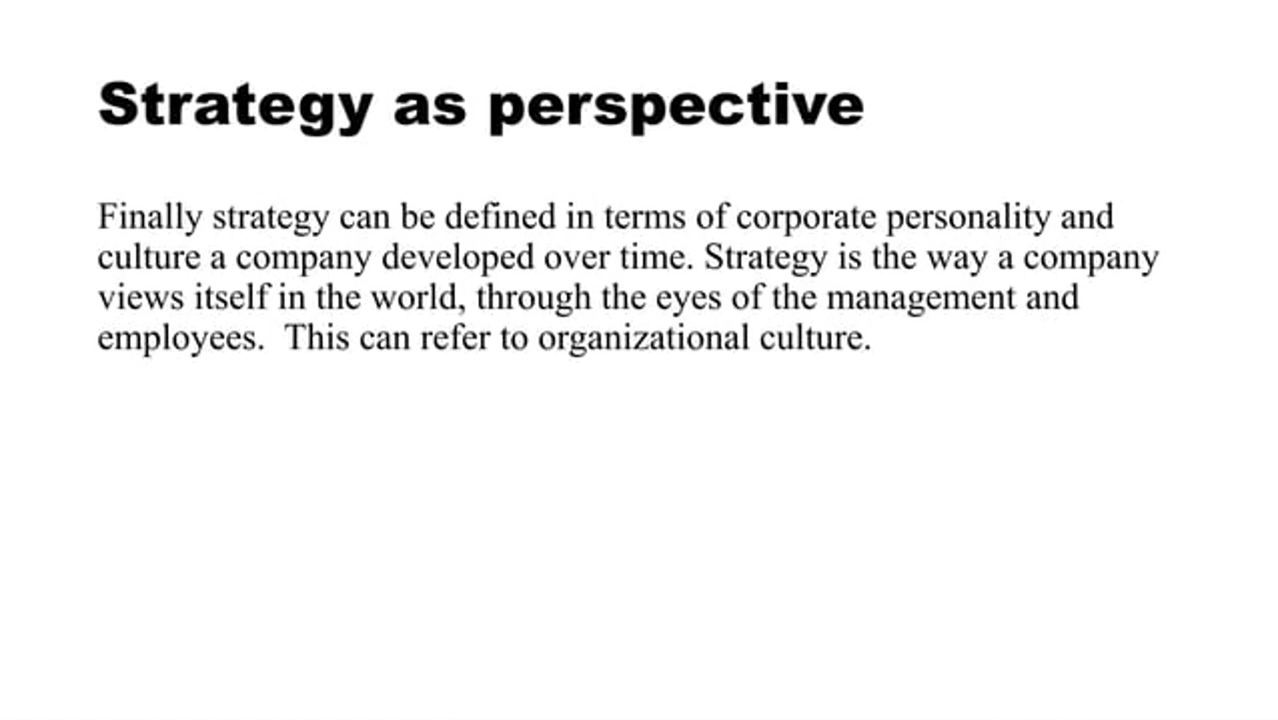 Strategy as perspective
Finally strategy can be defined in terms of corporate personality and
culture a company developed over time. Strategy is the way a company
views itself in the world, through the eyes of the management and
employees.  This can refer to organizational culture.